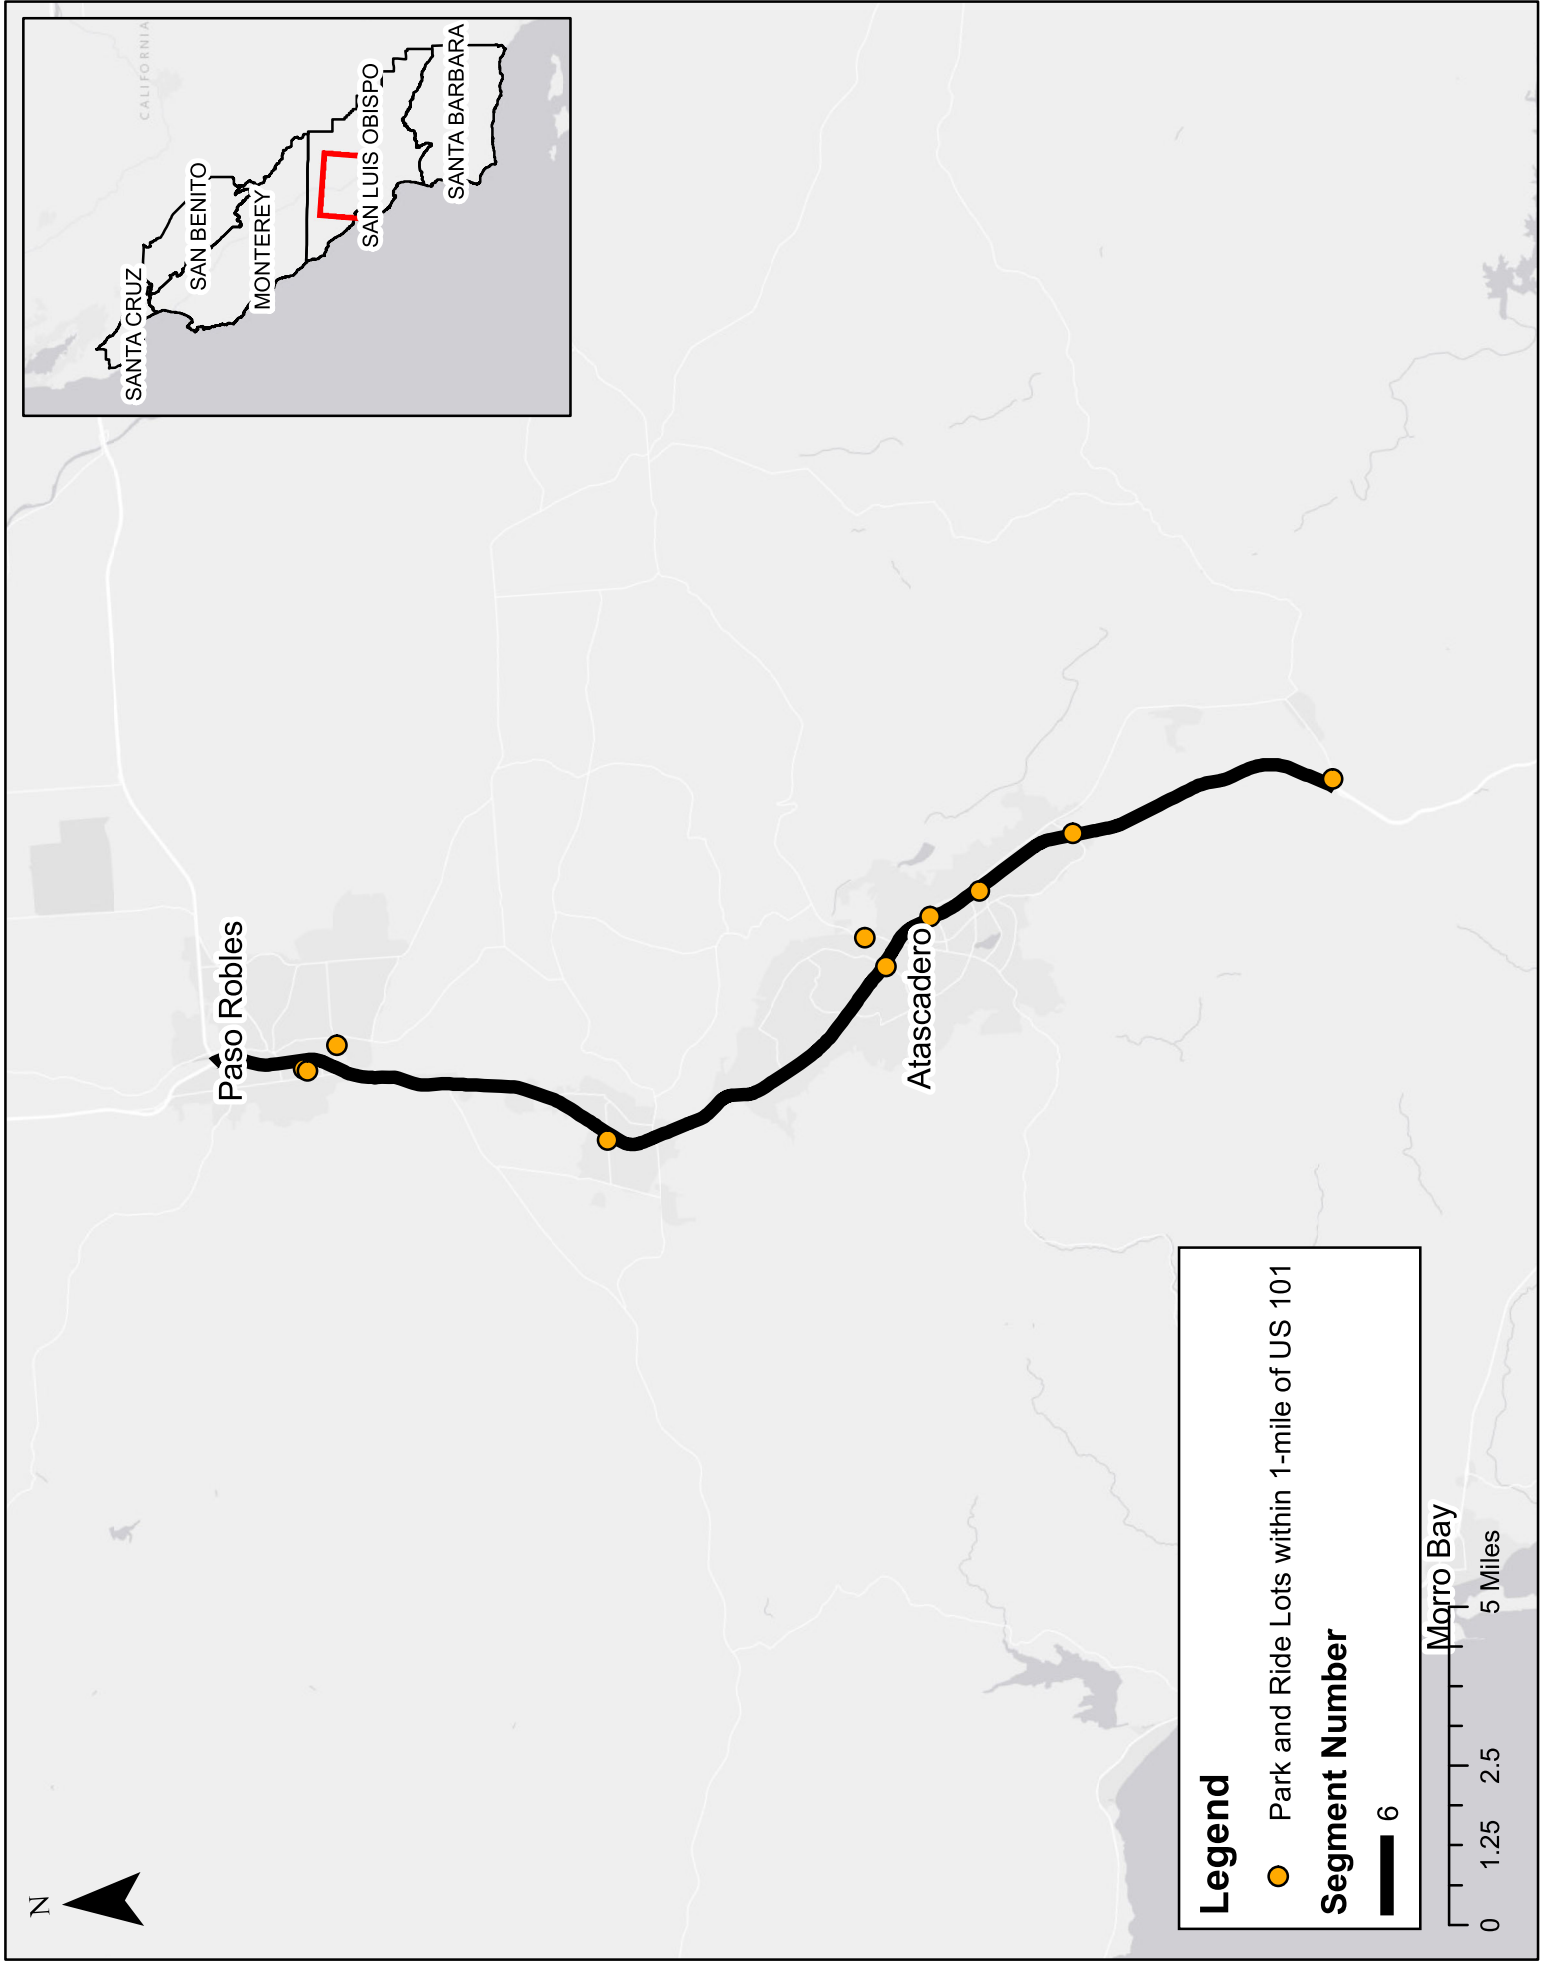 N
CALIFORNIA
SANTA CRUZ
SAN BENITO
MONTEREY
SAN LUIS OBISPO
SANTA BARBARA
Paso Robles
Atascadero
Morro Bay
Legend
Park and Ride Lots within 1-mile of US 101
Segment Number
6
0 1.25 2.5 5 Miles